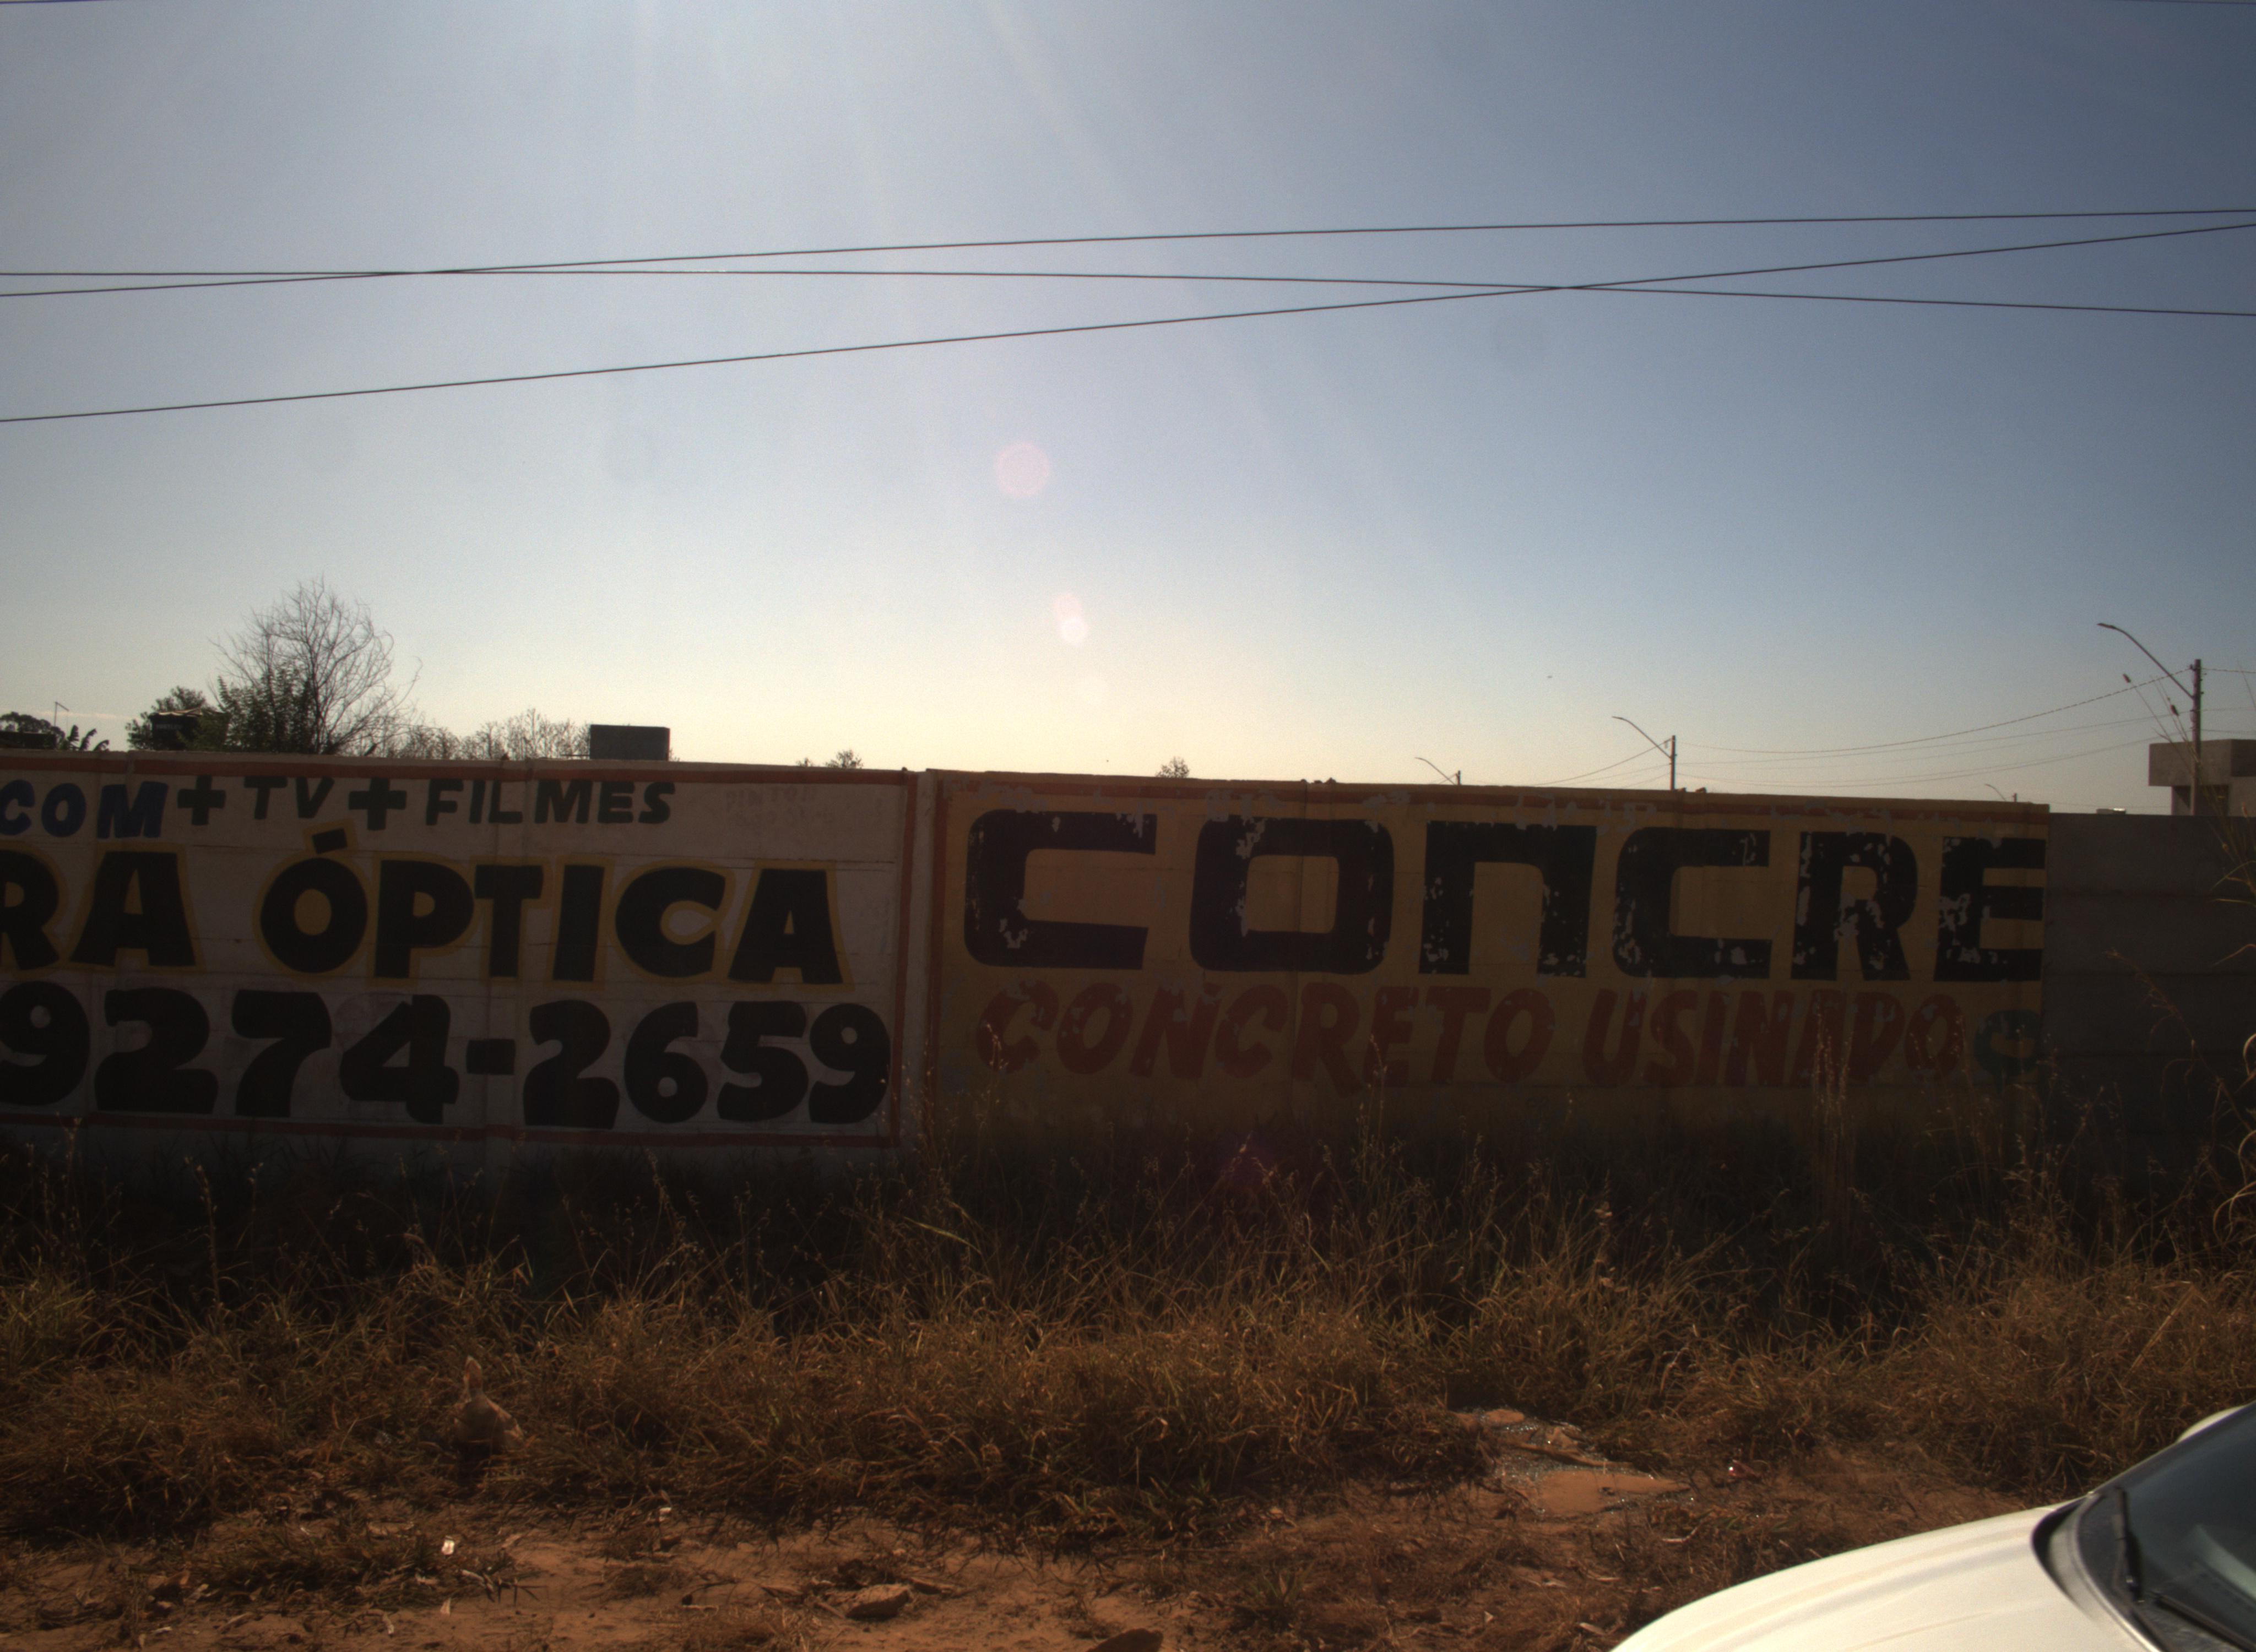 COM + TV + FILMES
RA ÓPTICA
9274-2659
CONCRE
CONCRETO USINADO